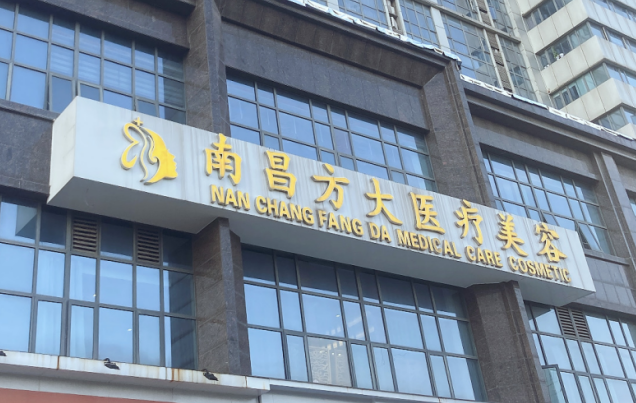 南昌方大医疗美容
NAN CHANG FANG DA MEDICAL CARE COSMETIC